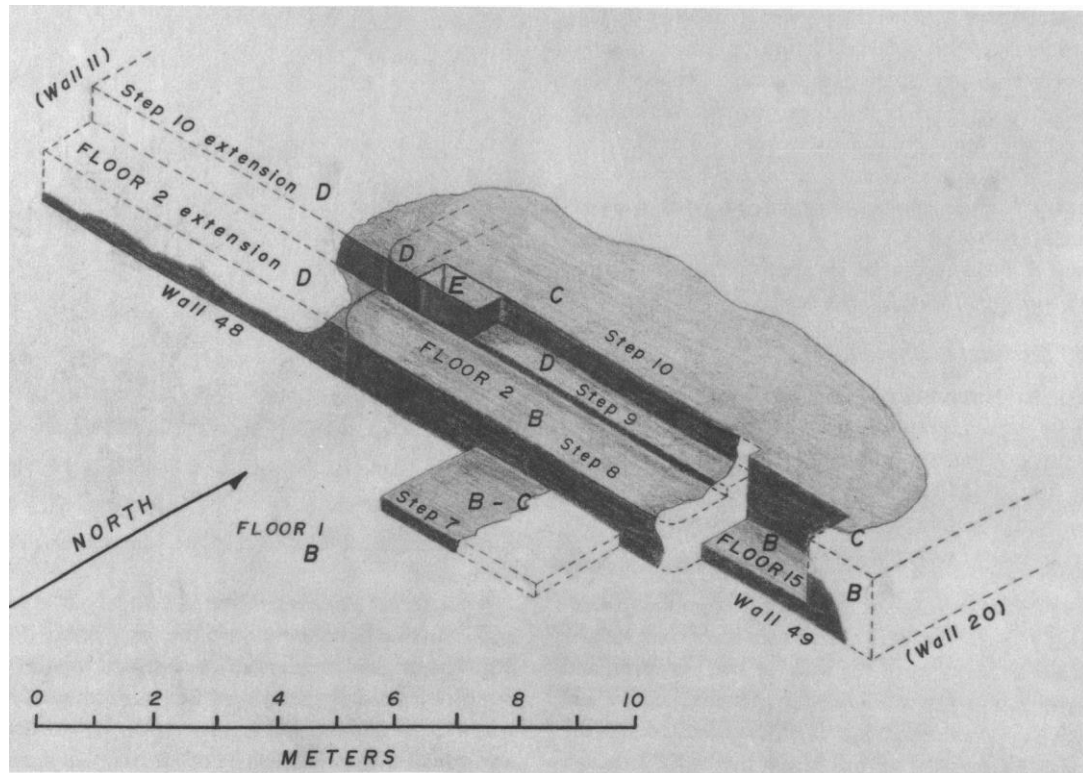 (Wall 11)
Step 10 extension D
FLOOR 2 extension D
Wall 48
D
E
C
Step 10
D
Step 9
FLOOR 2
B
Step 8
B - C
Step 7
NORTH
FLOOR 1
B
B
FLOOR 15
Wall 49
C
B
(Wall 20)
0 2 4 6 8 10
METERS